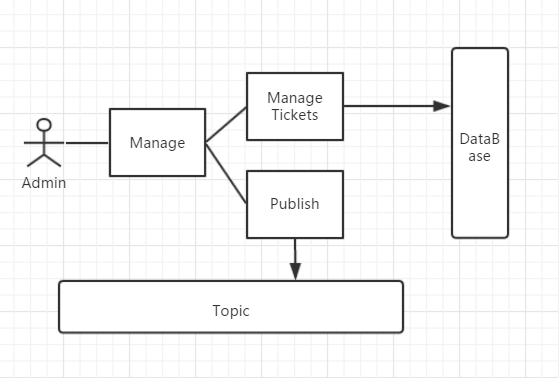 Manage
Tickets
DataB
ase
Manage
Admin
Publish
Topic